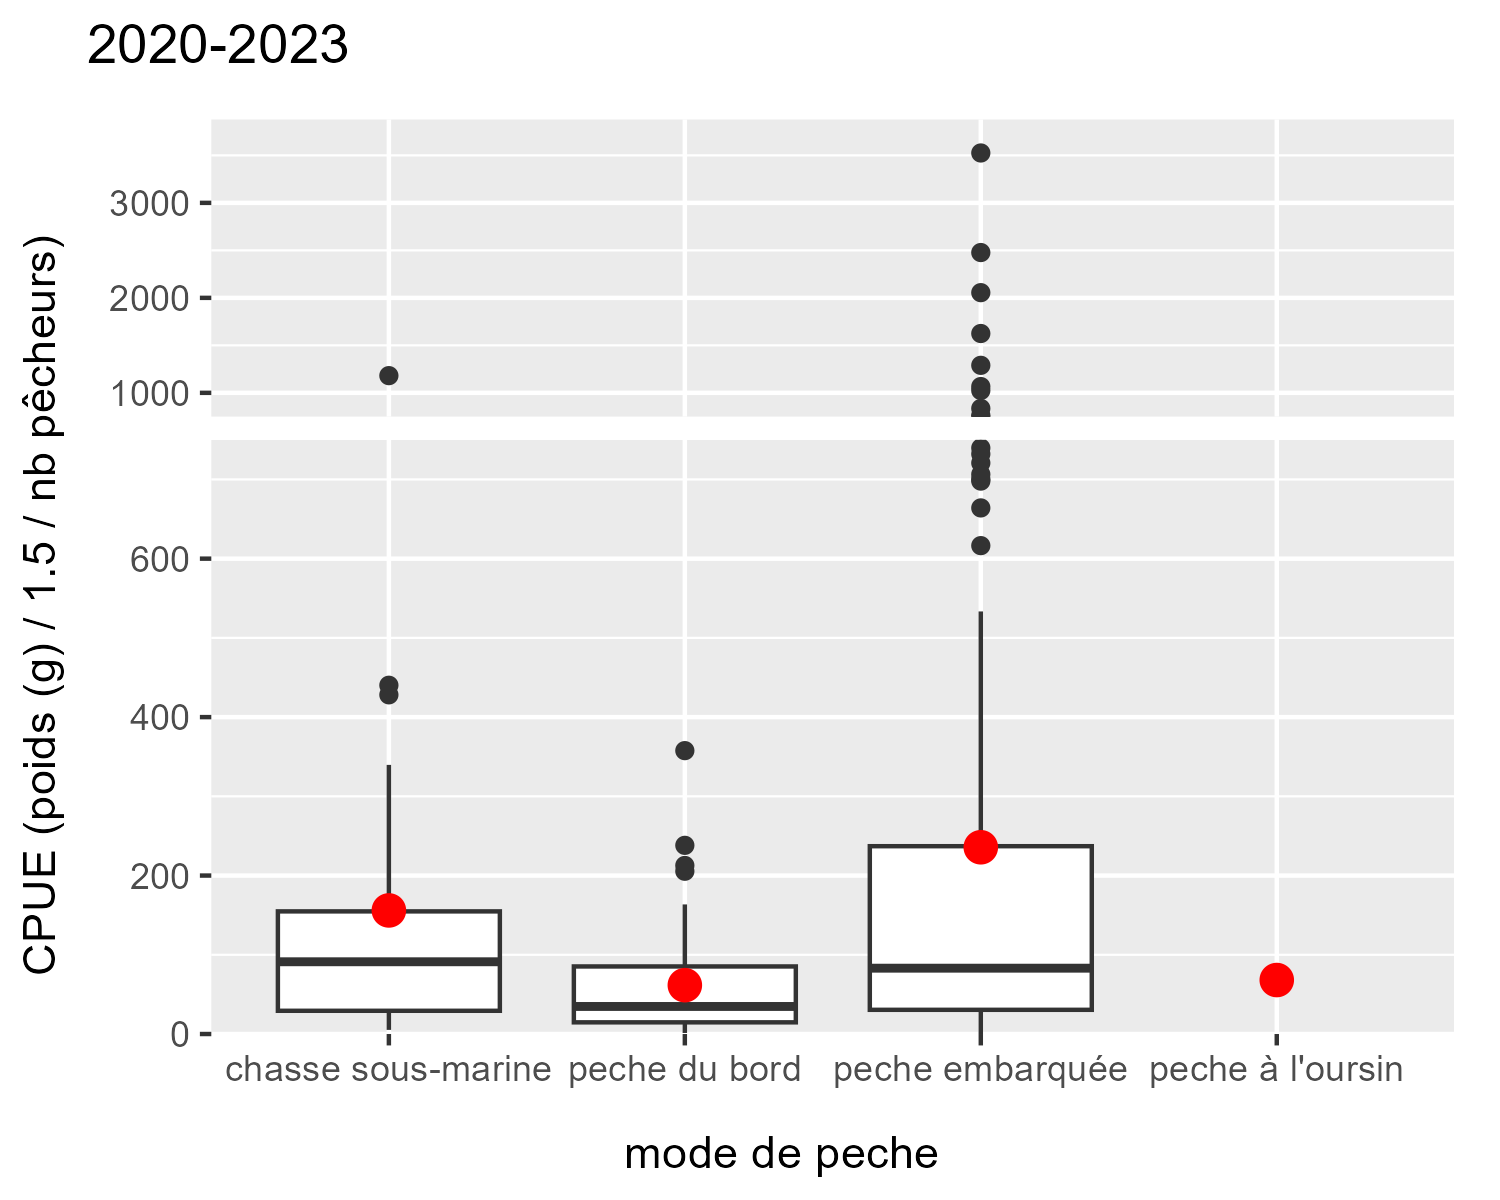 2020-2023
CPUE (poids (g) / 1.5 / nb pêcheurs)
3000
2000
1000
600
400
200
0
chasse sous-marine peche du bord peche embarquée peche à l'oursin
mode de peche